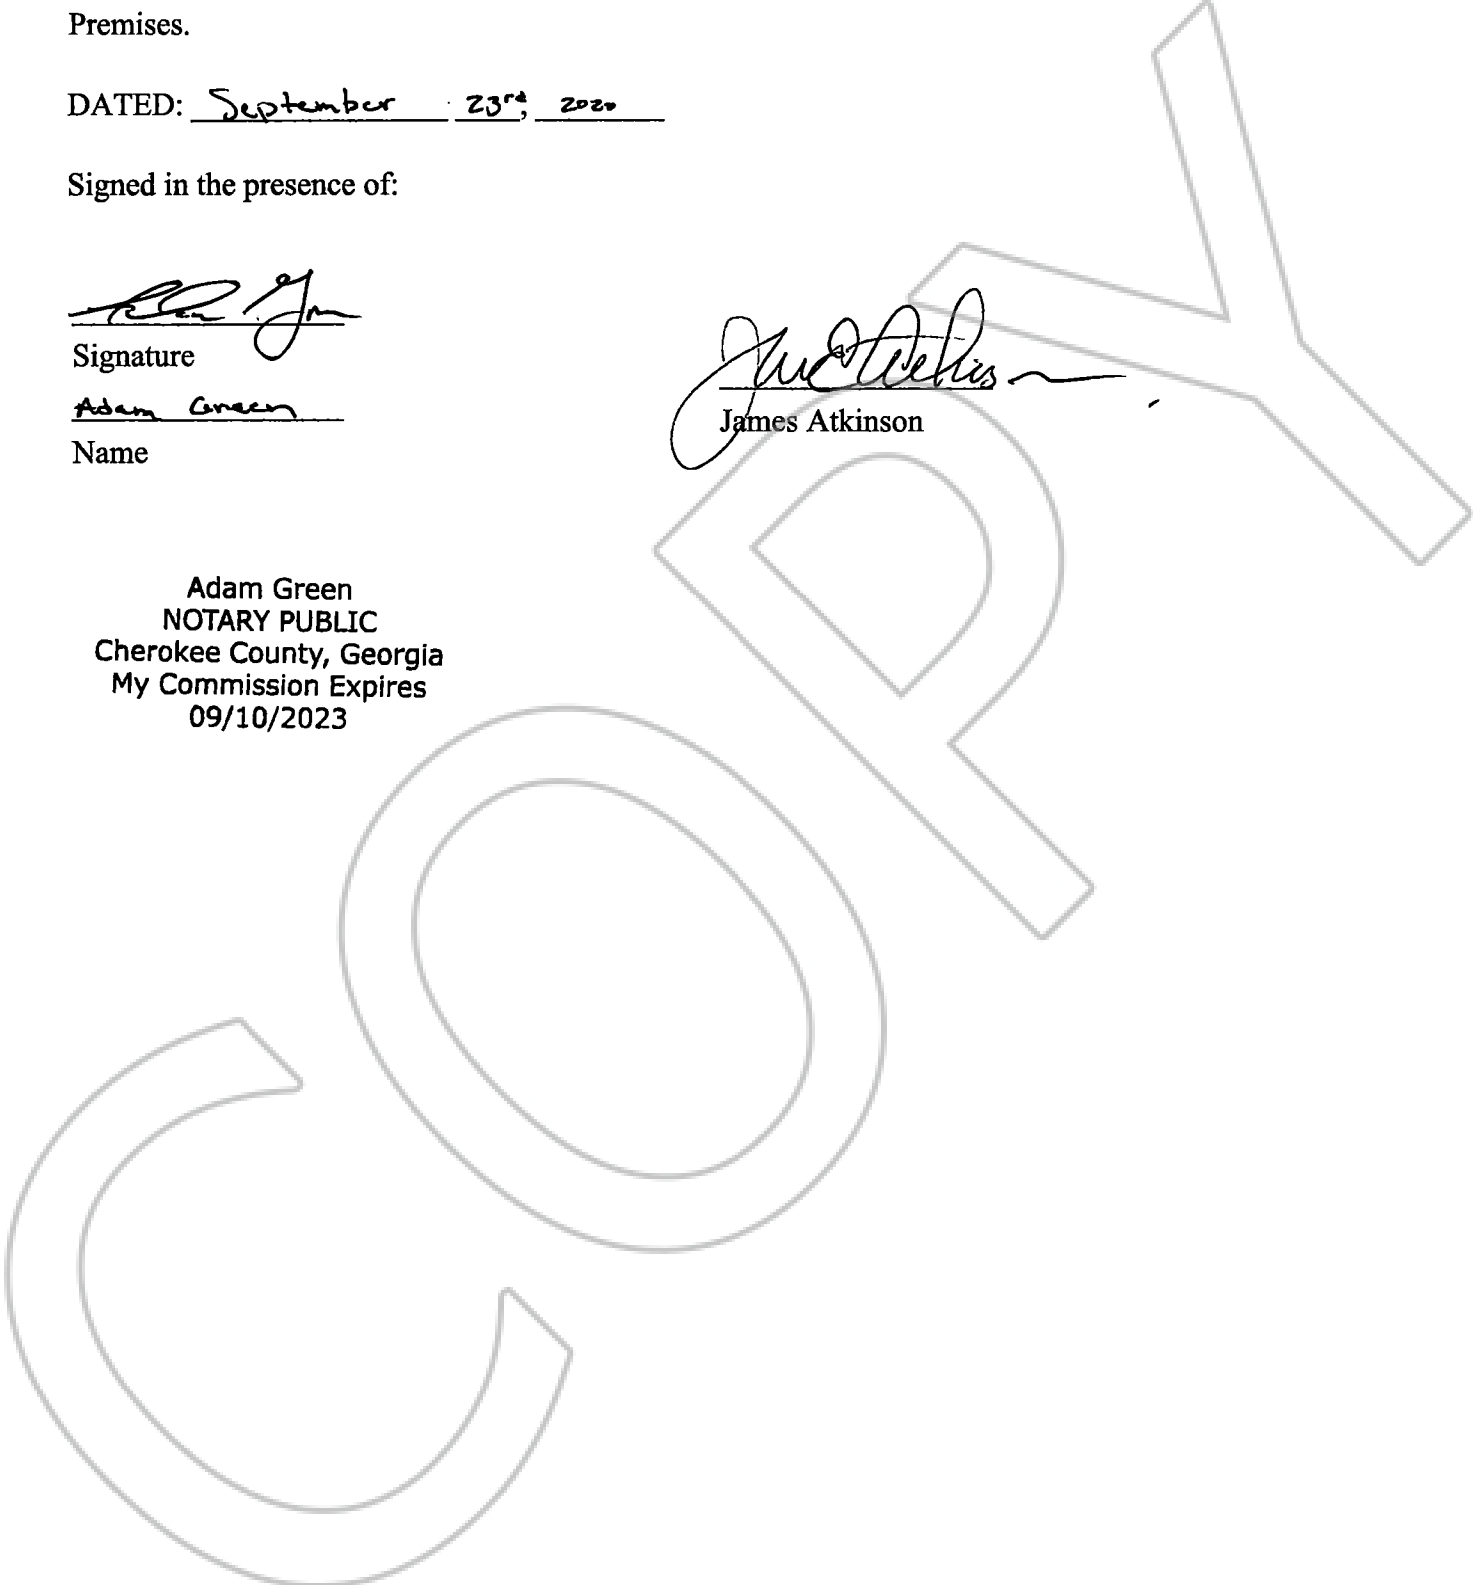 Premises.
DATED: September 23rd, 2020
Signed in the presence of:
Signature
Adam Green
Name
James Atkinson
Adam Green
NOTARY PUBLIC
Cherokee County, Georgia
My Commission Expires
09/10/2023
COPY